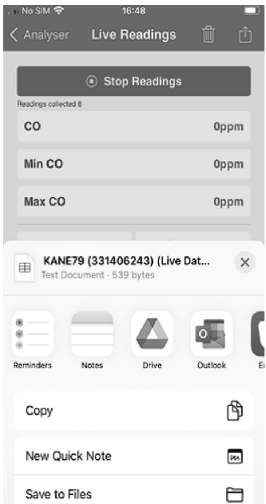 No SIM 16:48
Analyser Live Readings
Stop Readings
Readings collected 8
CO 0ppm
Min CO 0ppm
Max CO 0ppm
KANE79 (331406243) (Live Dat...
Text Document · 539 bytes
Reminders Notes Drive Outlook
Copy
New Quick Note
Save to Files